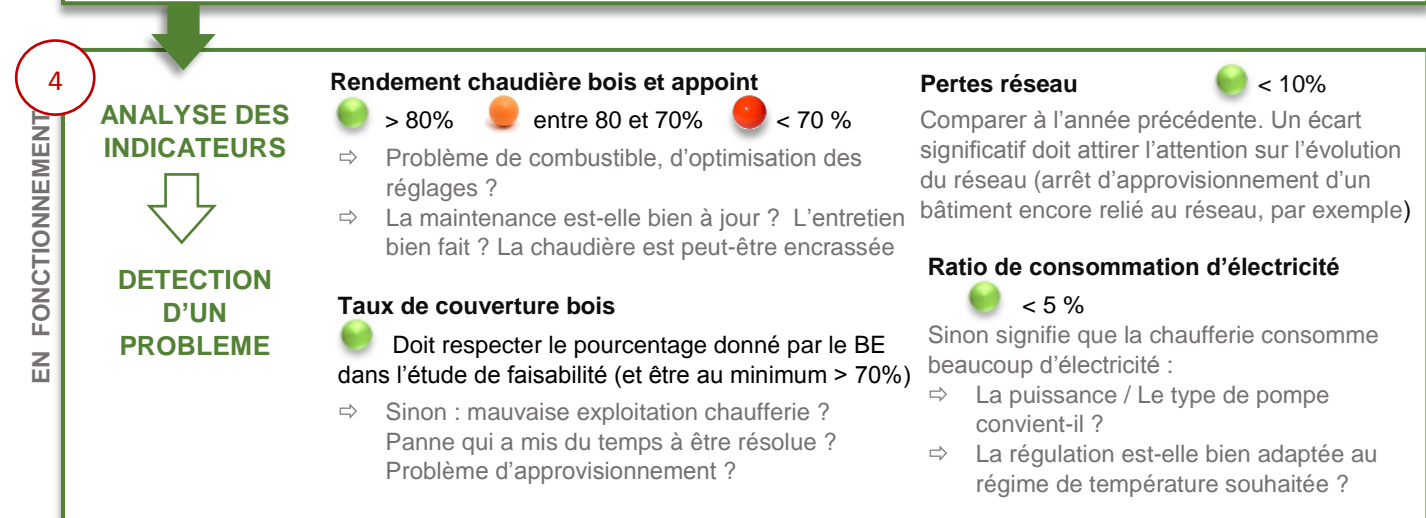 4
EN FONCTIONNEMENT
ANALYSE DES
INDICATEURS
DETECTION
D'UN
PROBLEME
Rendement chaudière bois et appoint
> 80% entre 80 et 70% < 70 %
⇨ Problème de combustible, d'optimisation des
réglages ?
⇨ La maintenance est-elle bien à jour ? L'entretien
bien fait ? La chaudière est peut-être encrassée
Taux de couverture bois
Doit respecter le pourcentage donné par le BE
dans l'étude de faisabilité (et être au minimum > 70%)
⇨ Sinon : mauvaise exploitation chaufferie ?
Panne qui a mis du temps à être résolue ?
Problème d'approvisionnement ?
Pertes réseau < 10%
Comparer à l'année précédente. Un écart
significatif doit attirer l'attention sur l'évolution
du réseau (arrêt d'approvisionnement d'un
bâtiment encore relié au réseau, par exemple)
Ratio de consommation d'électricité
< 5 %
Sinon signifie que la chaufferie consomme
beaucoup d'électricité :
⇨ La puissance / Le type de pompe
convient-il ?
⇨ La régulation est-elle bien adaptée au
régime de température souhaitée ?